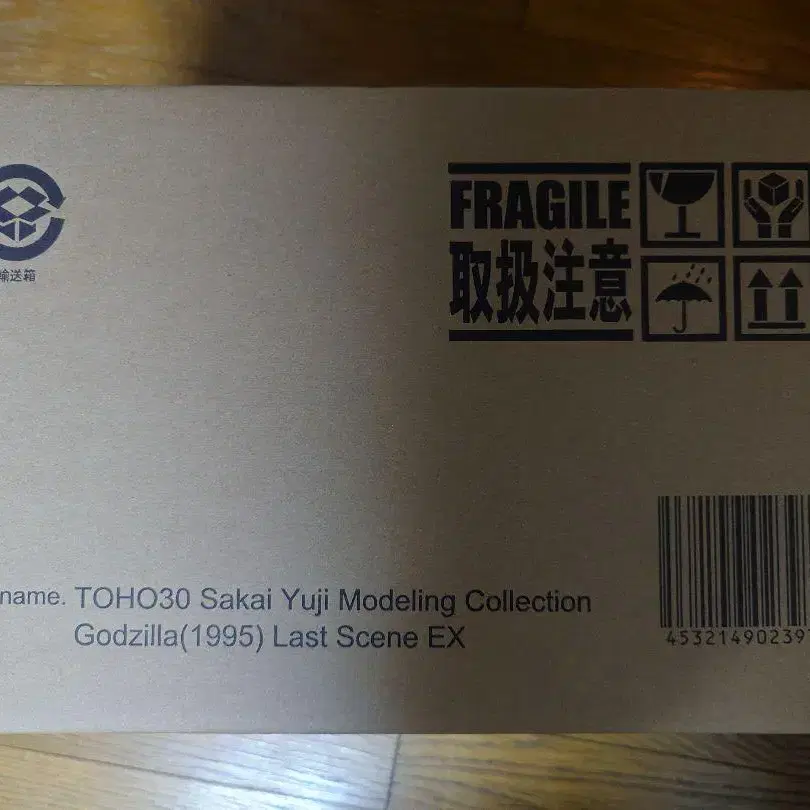 輸送箱
FRAGILE
取扱注意
name. TOHO30 Sakai Yuji Modeling Collection
Godzilla(1995) Last Scene EX
45321490239